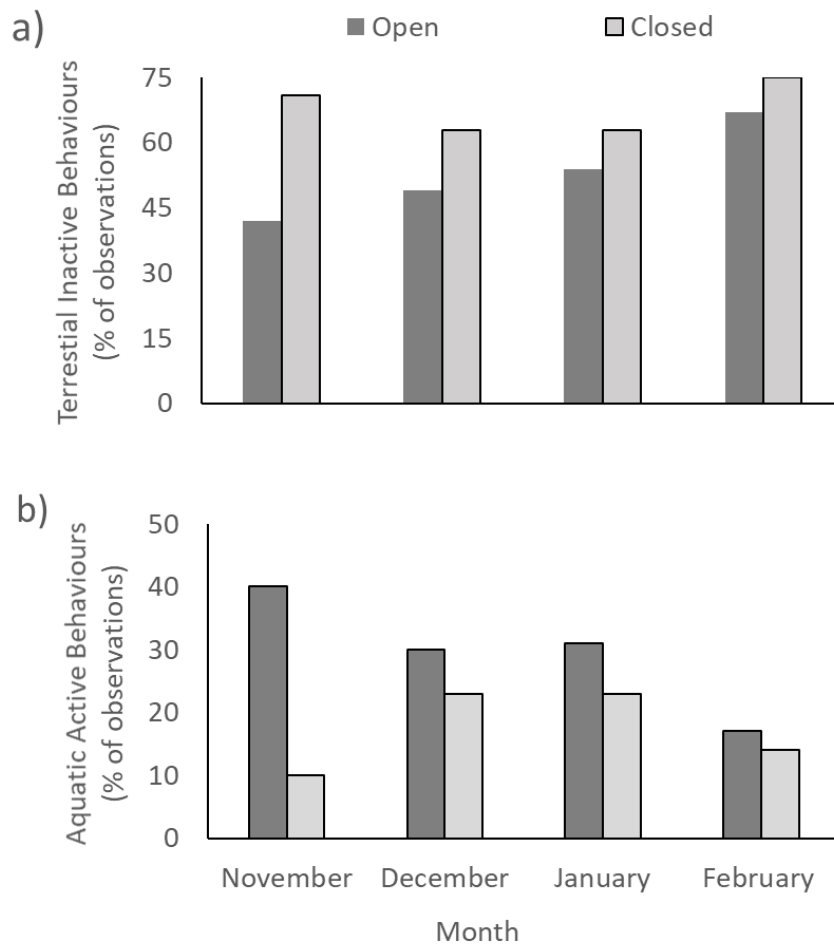 a)
Open
Closed
Terrestial Inactive Behaviours
(% of observations)
75
60
45
30
15
0
b)
Aquatic Active Behaviours
(% of observations)
50
40
30
20
10
0
November
December
January
February
Month